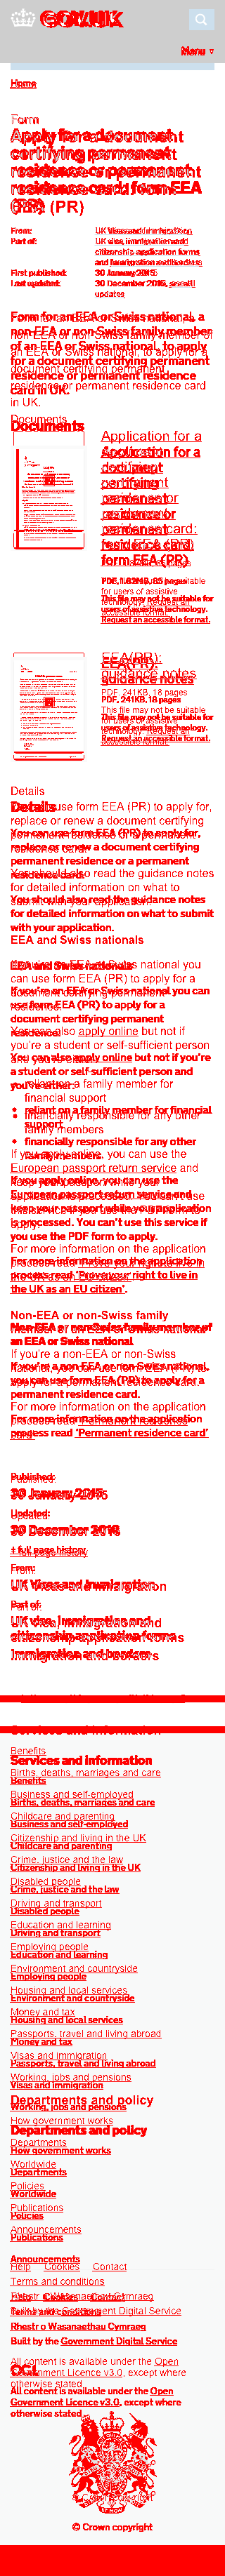 GOV.UK
Menu
Home
Form
Apply for a document
certifying permanent
residence or permanent
residence card: form EEA
(PR)
From: UK Visas and Immigration
Part of: UK visa, immigration and
citizenship application forms
and Immigration and borders
First published: 30 January 2015
Last updated: 30 December 2016, see all
updates
Form for an EEA or Swiss national, a
non-EEA or non-Swiss family member
of an EEA or Swiss national, to apply
for a document certifying permanent
residence or permanent residence
card in UK.
Documents
Application for a
document
certifying
permanent
residence or
permanent
residence card:
form EEA (PR)
This file may not be suitable for
users of assistive technology.
Request an accessible format.
EEA(PR):
guidance notes
PDF, 241KB, 18 pages
This file may not be suitable for
users of assistive technology.
Request an accessible format.
Details
You can use form EEA (PR) to apply for,
replace or renew a document certifying
permanent residence or a permanent
residence card.
You should also read the guidance notes
for detailed information on what to submit
with your application.
EEA and Swiss nationals
If you're an EEA or Swiss national you can
use form EEA (PR) to apply for a
document certifying permanent
residence.
You can also apply online but not if you're
a student or self-sufficient person and
you're either:
• reliant on a family member for financial
support
• financially responsible for any other
family members
If you apply online, you can use the
European passport return service and
keep your passport while your application
is processed. You can't use this service if
you use the PDF form to apply.
For more information on the application
process read 'Prove your right to live in
the UK as an EU citizen'.
Non-EEA or non-Swiss family member of
an EEA or Swiss national
If you're a non-EEA or non-Swiss national,
you can use form EEA (PR) to apply for a
permanent residence card.
For more information on the application
process read 'Permanent residence card'
Published:
30 January 2015
Updated:
30 December 2016
+ full page history
From:
UK Visas and Immigration
Part of:
UK visa, immigration and
citizenship application forms
Immigration and borders
Services and information
Benefits
Births, deaths, marriages and care
Business and self-employed
Childcare and parenting
Citizenship and living in the UK
Crime, justice and the law
Disabled people
Driving and transport
Education and learning
Employing people
Environment and countryside
Housing and local services
Money and tax
Passports, travel and living abroad
Visas and immigration
Working, jobs and pensions
Departments and policy
How government works
Departments
Worldwide
Policies
Publications
Announcements
Help Cookies Contact
Terms and conditions
Rhestr o Wasanaethau Cymraeg
Built by the Government Digital Service
OGL
All content is available under the Open
Government Licence v3.0, except where
otherwise stated
© Crown copyright